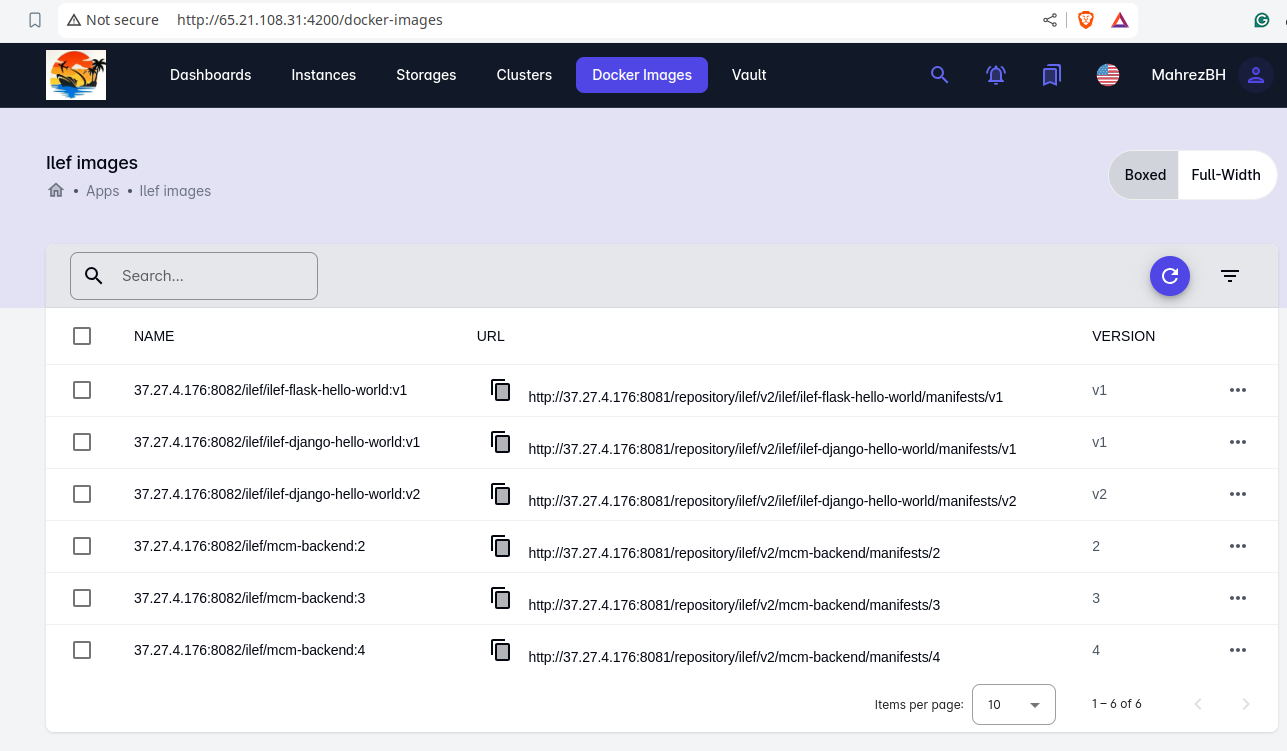 Not secure http://65.21.108.31:4200/docker-images
Dashboards Instances Storages Clusters Docker Images Vault MahrezBH
Ilef images
• Apps • Ilef images
Boxed Full-Width
Search...
NAME URL VERSION
37.27.4.176:8082/ilef/ilef-flask-hello-world:v1 http://37.27.4.176:8081/repository/ilef/v2/ilef/ilef-flask-hello-world/manifests/v1 v1
37.27.4.176:8082/ilef/ilef-django-hello-world:v1 http://37.27.4.176:8081/repository/ilef/v2/ilef/ilef-django-hello-world/manifests/v1 v1
37.27.4.176:8082/ilef/ilef-django-hello-world:v2 http://37.27.4.176:8081/repository/ilef/v2/ilef/ilef-django-hello-world/manifests/v2 v2
37.27.4.176:8082/ilef/mcm-backend:2 http://37.27.4.176:8081/repository/ilef/v2/mcm-backend/manifests/2 2
37.27.4.176:8082/ilef/mcm-backend:3 http://37.27.4.176:8081/repository/ilef/v2/mcm-backend/manifests/3 3
37.27.4.176:8082/ilef/mcm-backend:4 http://37.27.4.176:8081/repository/ilef/v2/mcm-backend/manifests/4 4
Items per page: 10 1 – 6 of 6